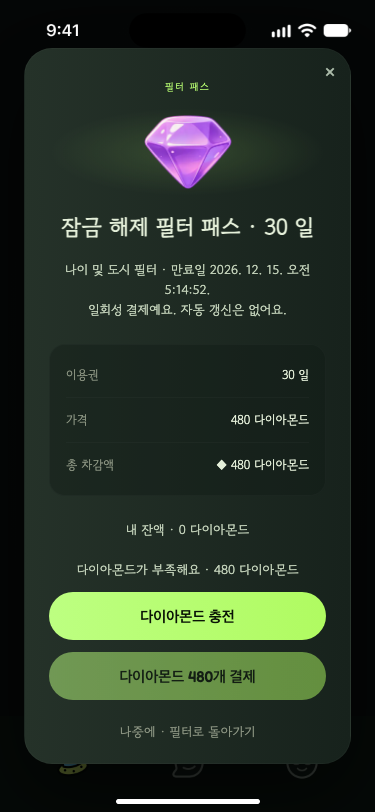 9:41
×
필터 패스
잠금 해제 필터 패스 · 30 일
나이 및 도시 필터 · 만료일 2026. 12. 15. 오전
5:14:52.
일회성 결제예요. 자동 갱신은 없어요.
이용권 30 일
가격 480 다이아몬드
총 차감액 ◆ 480 다이아몬드
내 잔액 · 0 다이아몬드
다이아몬드가 부족해요 · 480 다이아몬드
다이아몬드 충전
다이아몬드 480개 결제
나중에 · 필터로 돌아가기